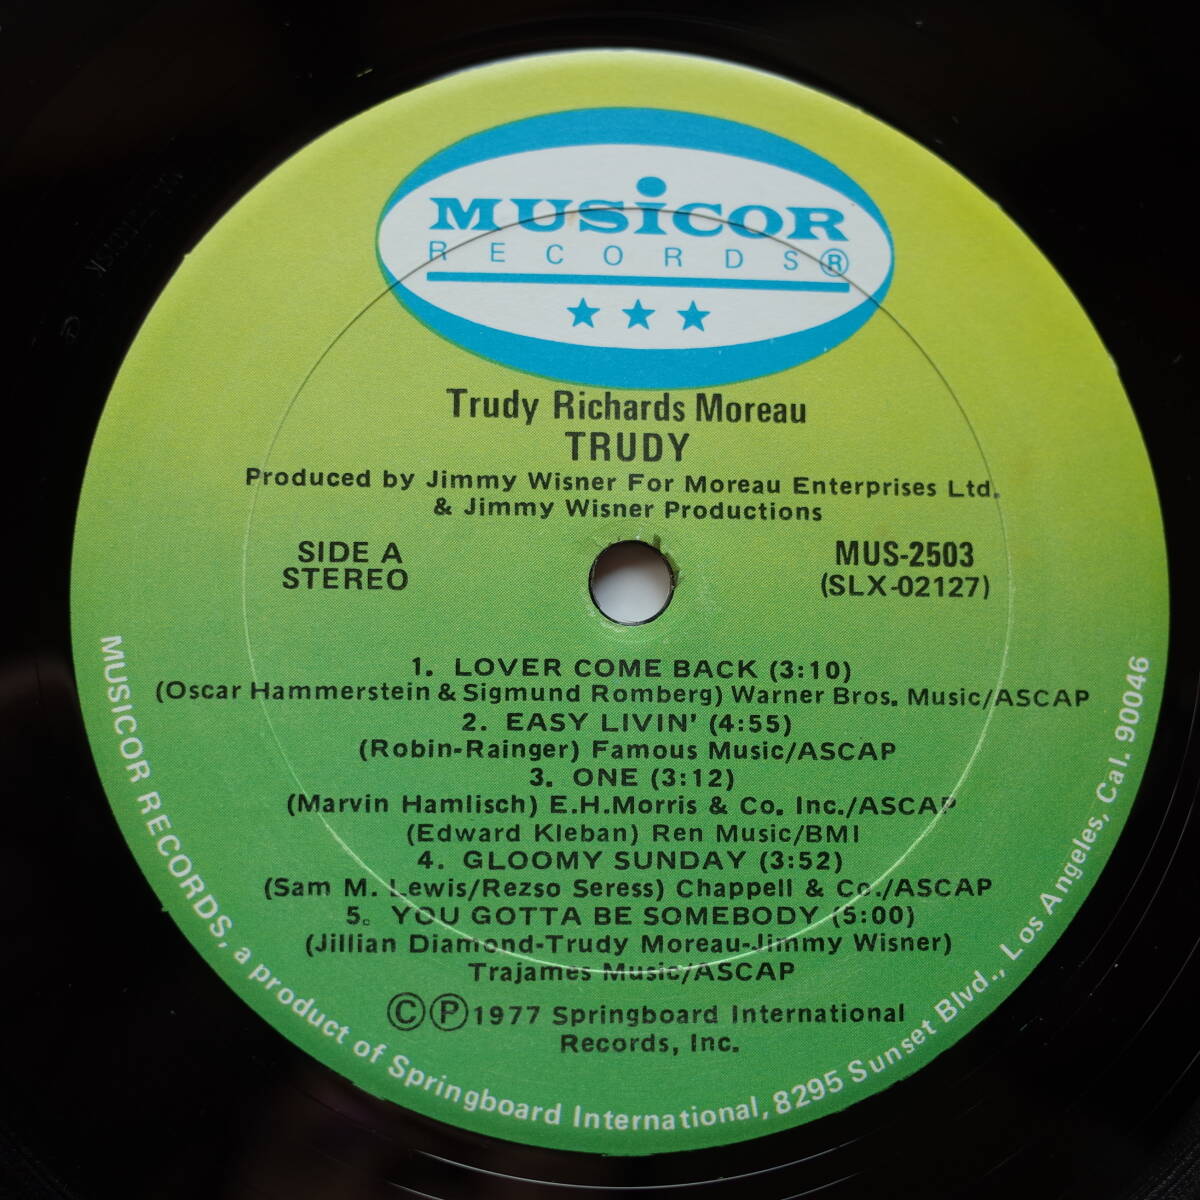 MUSiCOR
RECORDS®
Trudy Richards Moreau
TRUDY
Produced by Jimmy Wisner For Moreau Enterprises Ltd.
& Jimmy Wisner Productions
SIDE A
STEREO
MUS-2503
(SLX-02127)
1. LOVER COME BACK (3:10)
(Oscar Hammerstein & Sigmund Romberg) Warner Bros. Music/ASCAP
2. EASY LIVIN' (4:55)
(Robin-Rainger) Famous Music/ASCAP
3. ONE (3:12)
(Marvin Hamlisch) E.H.Morris & Co. Inc./ASCAP
(Edward Kleban) Ren Music/BMI
4. GLOOMY SUNDAY (3:52)
(Sam M. Lewis/Rezso Seress) Chappell & Co./ASCAP
5. YOU GOTTA BE SOMEBODY (5:00)
(Jillian Diamond-Trudy Moreau-Jimmy Wisner)
Trajames Music/ASCAP
©℗1977 Springboard International
Records, Inc.
MUSICOR RECORDS, a product of Springboard International, 8295 Sunset Blvd., Los Angeles, Cal. 90046